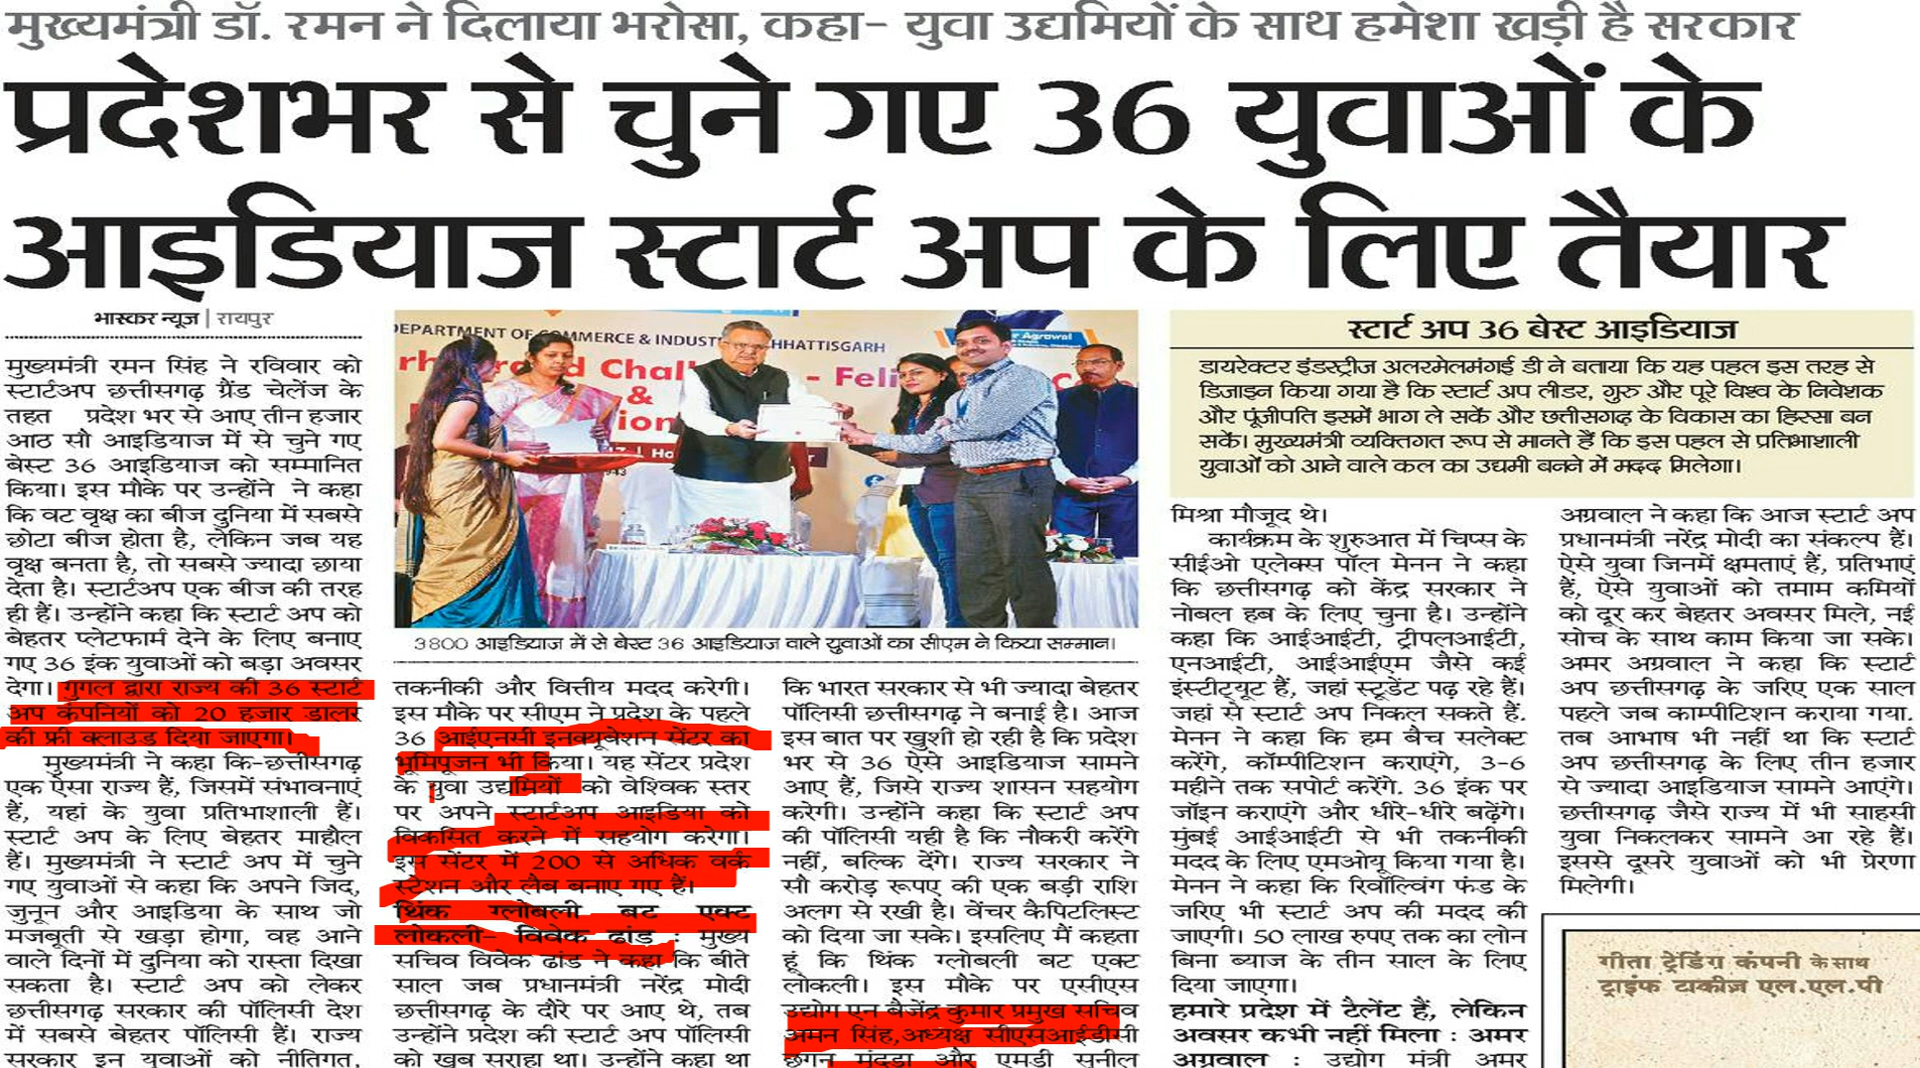 मुख्यमंत्री डॉ. रमन ने दिलाया भरोसा, कहा- युवा उद्यमियों के साथ हमेशा खड़ी है सरकार
प्रदेशभर से चुने गए 36 युवाओं के
आइडियाज स्टार्ट अप के लिए तैयार
भास्कर न्यूज | रायपुर
मुख्यमंत्री रमन सिंह ने रविवार को
स्टार्टअप छत्तीसगढ़ ग्रैंड चेलेंज के
तहत प्रदेश भर से आए तीन हजार
आठ सौ आइडियाज में से चुने गए
बेस्ट 36 आइडियाज को सम्मानित
किया। इस मौके पर उन्होंने ने कहा
कि वट वृक्ष का बीज दुनिया में सबसे
छोटा बीज होता है, लेकिन जब यह
वृक्ष बनता है, तो सबसे ज्यादा छाया
देता है। स्टार्टअप एक बीज की तरह
ही हैं। उन्होंने कहा कि स्टार्ट अप को
बेहतर प्लेटफार्म देने के लिए बनाए
गए 36 इंक युवाओं को बड़ा अवसर
देगा। गुगल द्वारा राज्य की 36 स्टार्ट
अप कंपनियों को 20 हजार डालर
की फ्री क्लाउड दिया जाएगा।
मुख्यमंत्री ने कहा कि-छत्तीसगढ़
एक ऐसा राज्य हैं, जिसमें संभावनाएं
हैं, यहां के युवा प्रतिभाशाली हैं।
स्टार्ट अप के लिए बेहतर माहौल
हैं। मुख्यमंत्री ने स्टार्ट अप में चुने
गए युवाओं से कहा कि अपने जिद,
जुनून और आइडिया के साथ जो
मजबूती से खड़ा होगा, वह आने
वाले दिनों में दुनिया को रास्ता दिखा
सकता है। स्टार्ट अप को लेकर
छत्तीसगढ़ सरकार की पॉलिसी देश
में सबसे बेहतर पॉलिसी हैं। राज्य
सरकार इन युवाओं को नीतिगत,
DEPARTMENT OF COMMERCE & INDUST HHATTISGARH
Chal - Feli
&
ion
3800 आइडियाज में से बेस्ट 36 आइडियाज वाले युवाओं का सीएम ने किया सम्मान।
तकनीकी और वित्तीय मदद करेगी।
इस मौके पर सीएम ने प्रदेश के पहले
36 आईएनसी इनक्यूबेशन सेंटर का
भूमिपूजन भी किया। यह सेंटर प्रदेश
के युवा उद्यमियों को वेश्विक स्तर
पर अपने स्टार्टअप आइडिया को
विकसित करने में सहयोग करेगा।
इस सेंटर में 200 से अधिक वर्क
स्टेशन और लैब बनाए गए हैं।
थिंक ग्लोबली बट एक्ट
लोकली- विवेक ढांड : मुख्य
सचिव विवेक ढांड ने कहा कि बीते
साल जब प्रधानमंत्री नरेंद्र मोदी
छत्तीसगढ़ के दौरे पर आए थे, तब
उन्होंने प्रदेश की स्टार्ट अप पॉलिसी
को खूब सराहा था। उन्होंने कहा था
कि भारत सरकार से भी ज्यादा बेहतर
पॉलिसी छत्तीसगढ़ ने बनाई है। आज
इस बात पर खुशी हो रही है कि प्रदेश
भर से 36 ऐसे आइडियाज सामने
आए हैं, जिसे राज्य शासन सहयोग
करेगी। उन्होंने कहा कि स्टार्ट अप
की पॉलिसी यही है कि नौकरी करेंगे
नहीं, बल्कि देंगे। राज्य सरकार ने
सौ करोड़ रूपए की एक बड़ी राशि
अलग से रखी है। वेंचर कैपिटलिस्ट
को दिया जा सके। इसलिए मैं कहता
हूं कि थिंक ग्लोबली बट एक्ट
लोकली। इस मौके पर एसीएस
उद्योग एन बैजेंद्र कुमार प्रमुख सचिव
अमन सिंह,अध्यक्ष सीएसआईडीसी
छगन मूंदड़ा और एमडी सुनील
स्टार्ट अप 36 बेस्ट आइडियाज
डायरेक्टर इंडस्ट्रीज अलरमेलमंगई डी ने बताया कि यह पहल इस तरह से
डिजाइन किया गया है कि स्टार्ट अप लीडर, गुरु और पूरे विश्व के निवेशक
और पूंजीपति इसमें भाग ले सकें और छत्तीसगढ़ के विकास का हिस्सा बन
सकें। मुख्यमंत्री व्यक्तिगत रूप से मानते हैं कि इस पहल से प्रतिभाशाली
युवाओं को आने वाले कल का उद्यमी बनने में मदद मिलेगा।
मिश्रा मौजूद थे।
कार्यक्रम के शुरुआत में चिप्स के
सीईओ एलेक्स पॉल मेनन ने कहा
कि छत्तीसगढ़ को केंद्र सरकार ने
नोबल हब के लिए चुना है। उन्होंने
कहा कि आईआईटी, ट्रीपलआईटी,
एनआईटी, आईआईएम जैसे कई
इंस्टीट्यूट हैं, जहां स्टूडेंट पढ़ रहे हैं।
जहां से स्टार्ट अप निकल सकते हैं.
मेनन ने कहा कि हम बैच सलेक्ट
करेंगे, कॉम्पीटिशन कराएंगे, 3-6
महीने तक सपोर्ट करेंगे. 36 इंक पर
जॉइन कराएंगे और धीरे-धीरे बढ़ेंगे।
मुंबई आईआईटी से भी तकनीकी
मदद के लिए एमओयू किया गया है।
मेनन ने कहा कि रिवॉल्विंग फंड के
जरिए भी स्टार्ट अप की मदद की
जाएगी। 50 लाख रुपए तक का लोन
बिना ब्याज के तीन साल के लिए
दिया जाएगा।
हमारे प्रदेश में टैलेंट हैं, लेकिन
अवसर कभी नहीं मिला : अमर
अग्रवाल : उद्योग मंत्री अमर
अग्रवाल ने कहा कि आज स्टार्ट अप
प्रधानमंत्री नरेंद्र मोदी का संकल्प हैं।
ऐसे युवा जिनमें क्षमताएं हैं, प्रतिभाएं
हैं, ऐसे युवाओं को तमाम कमियों
को दूर कर बेहतर अवसर मिले, नई
सोच के साथ काम किया जा सके।
अमर अग्रवाल ने कहा कि स्टार्ट
अप छत्तीसगढ़ के जरिए एक साल
पहले जब काम्पीटिशन कराया गया.
तब आभाष भी नहीं था कि स्टार्ट
अप छत्तीसगढ़ के लिए तीन हजार
से ज्यादा आइडियाज सामने आएंगे।
छत्तीसगढ़ जैसे राज्य में भी साहसी
युवा निकलकर सामने आ रहे हैं।
इससे दूसरे युवाओं को भी प्रेरणा
मिलेगी।
गीता ट्रेडिंग कंपनी के साथ
ट्राइंफ टाकीज़ एल.एल.पी